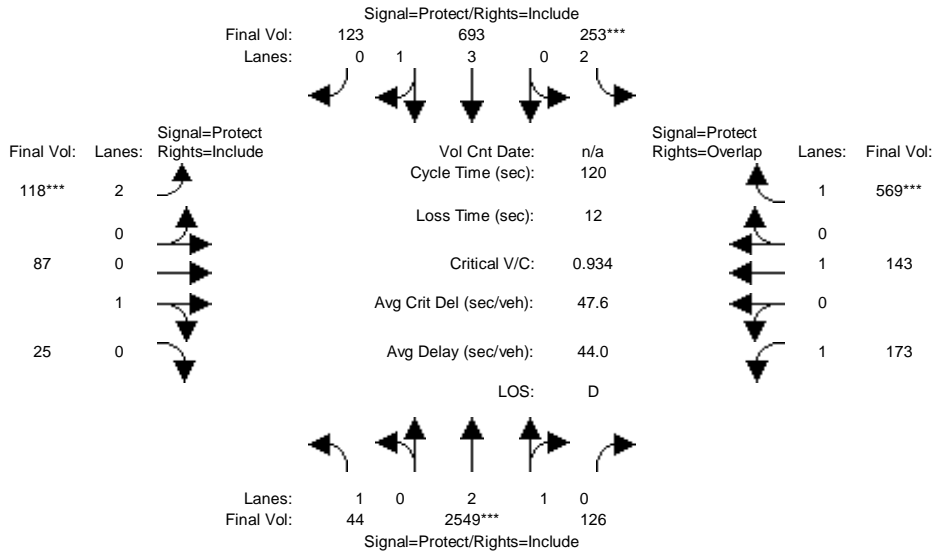 Signal=Protect/Rights=Include
Final Vol: 123 693 253***
Lanes: 0 1 3 0 2
Signal=Protect Signal=Protect
Final Vol: Lanes: Rights=Include Vol Cnt Date: n/a Rights=Overlap Lanes: Final Vol:
Cycle Time (sec): 120
118*** 2 1 569***
Loss Time (sec): 12
0 0
87 0 Critical V/C: 0.934 1 143
1 Avg Crit Del (sec/veh): 47.6 0
25 0 Avg Delay (sec/veh): 44.0 1 173
LOS: D
Lanes: 1 0 2 1 0
Final Vol: 44 2549*** 126
Signal=Protect/Rights=Include